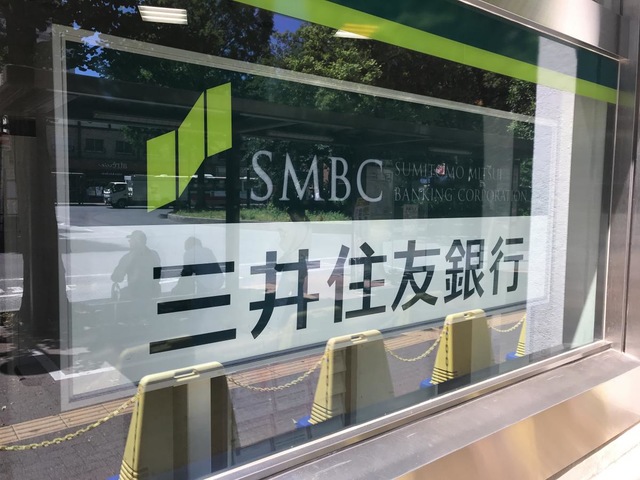 SMBC
SUMITOMO MITSUI
BANKING CORPORATION
三井住友銀行